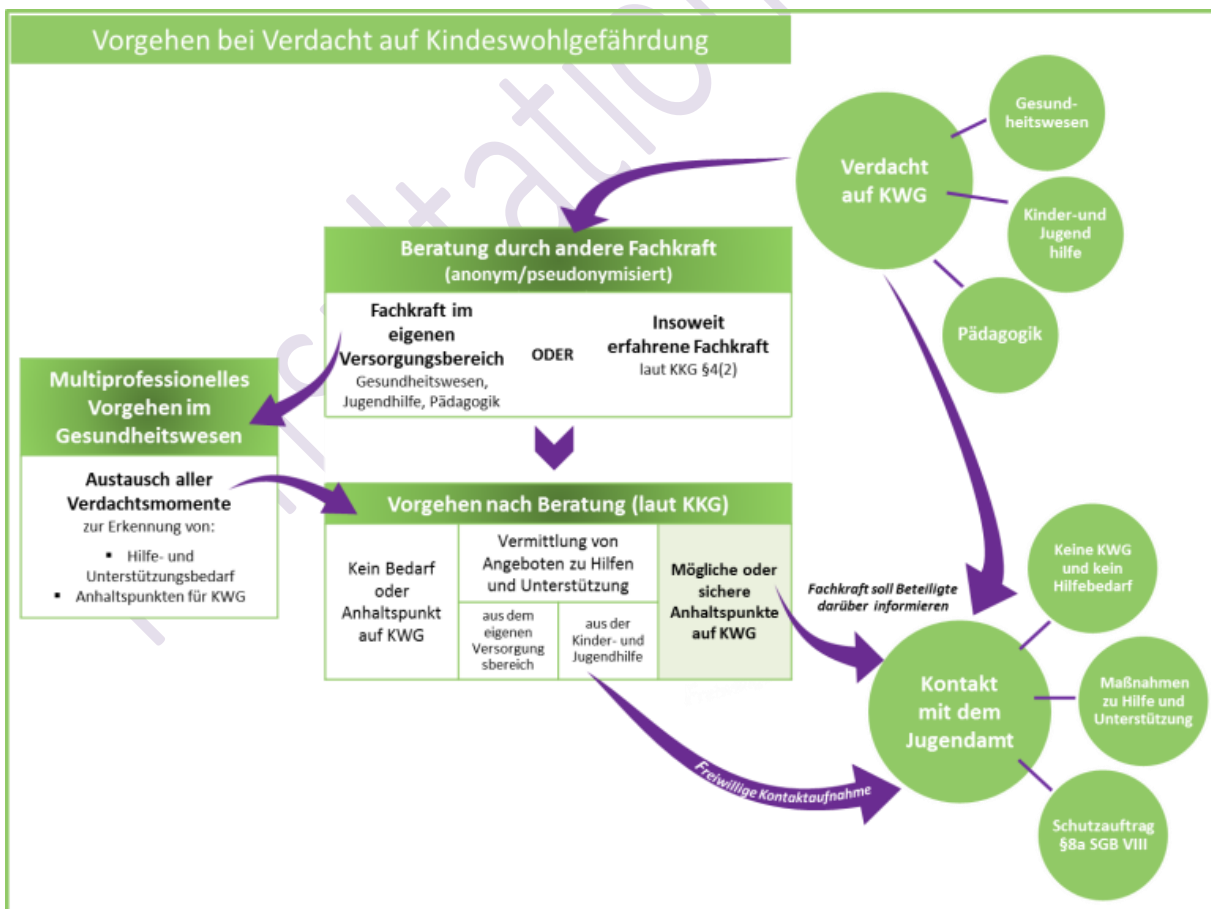 Vorgehen bei Verdacht auf Kindeswohlgefährdung
Gesund-
heitswesen
Verdacht
auf KWG
Kinder-und
Jugend
hilfe
Pädagogik
Beratung durch andere Fachkraft
(anonym/pseudonymisiert)
Fachkraft im
eigenen
Versorgungsbereich
Gesundheitswesen,
Jugendhilfe, Pädagogik
ODER
Insoweit
erfahrene Fachkraft
laut KKG §4(2)
Multiprofessionelles
Vorgehen im
Gesundheitswesen
Austausch aller
Verdachtsmomente
zur Erkennung von:
▪ Hilfe- und
Unterstützungsbedarf
▪ Anhaltspunkten für KWG
Vorgehen nach Beratung (laut KKG)
Kein Bedarf
oder
Anhaltspunkt
auf KWG
Vermittlung von
Angeboten zu Hilfen
und Unterstützung
aus dem
eigenen
Versorgung
sbereich
aus der
Kinder- und
Jugendhilfe
Mögliche oder
sichere
Anhaltspunkte
auf KWG
Fachkraft soll Beteiligte
darüber informieren
Freiwillige Kontaktaufnahme
Kontakt
mit dem
Jugendamt
Keine KWG
und kein
Hilfebedarf
Maßnahmen
zu Hilfe und
Unterstützung
Schutzauftrag
§8a SGB VIII